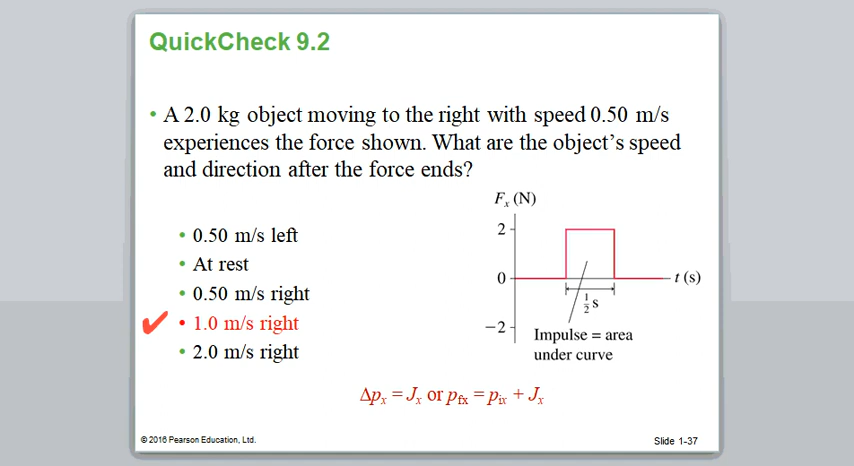 QuickCheck 9.2
• A 2.0 kg object moving to the right with speed 0.50 m/s
experiences the force shown. What are the object's speed
and direction after the force ends?
• 0.50 m/s left
• At rest
• 0.50 m/s right
• 1.0 m/s right
• 2.0 m/s right
Fₓ (N)
2
0
−2
t (s)
½ s
Impulse = area
under curve
Δpₓ = Jₓ or p_fx = p_ix + Jₓ
© 2016 Pearson Education, Ltd.
Slide 1-37